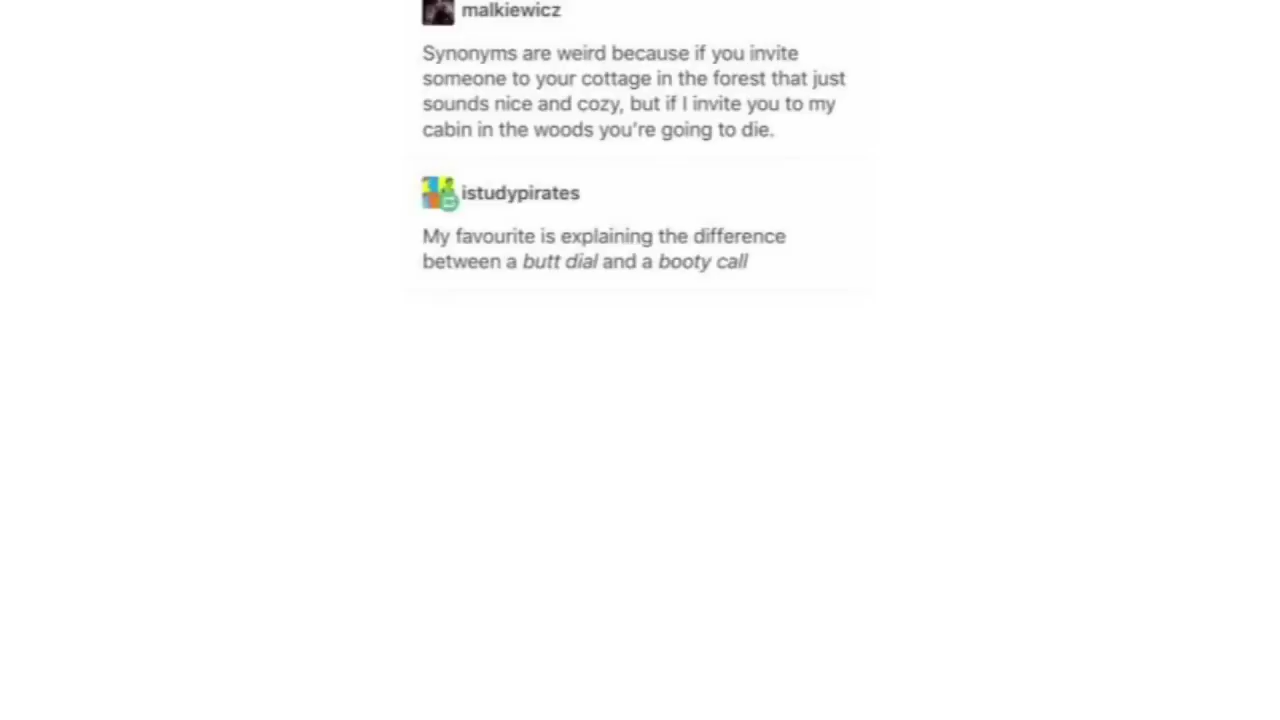 malkiewicz
Synonyms are weird because if you invite
someone to your cottage in the forest that just
sounds nice and cozy, but if I invite you to my
cabin in the woods you're going to die.
istudypirates
My favourite is explaining the difference
between a butt dial and a booty call